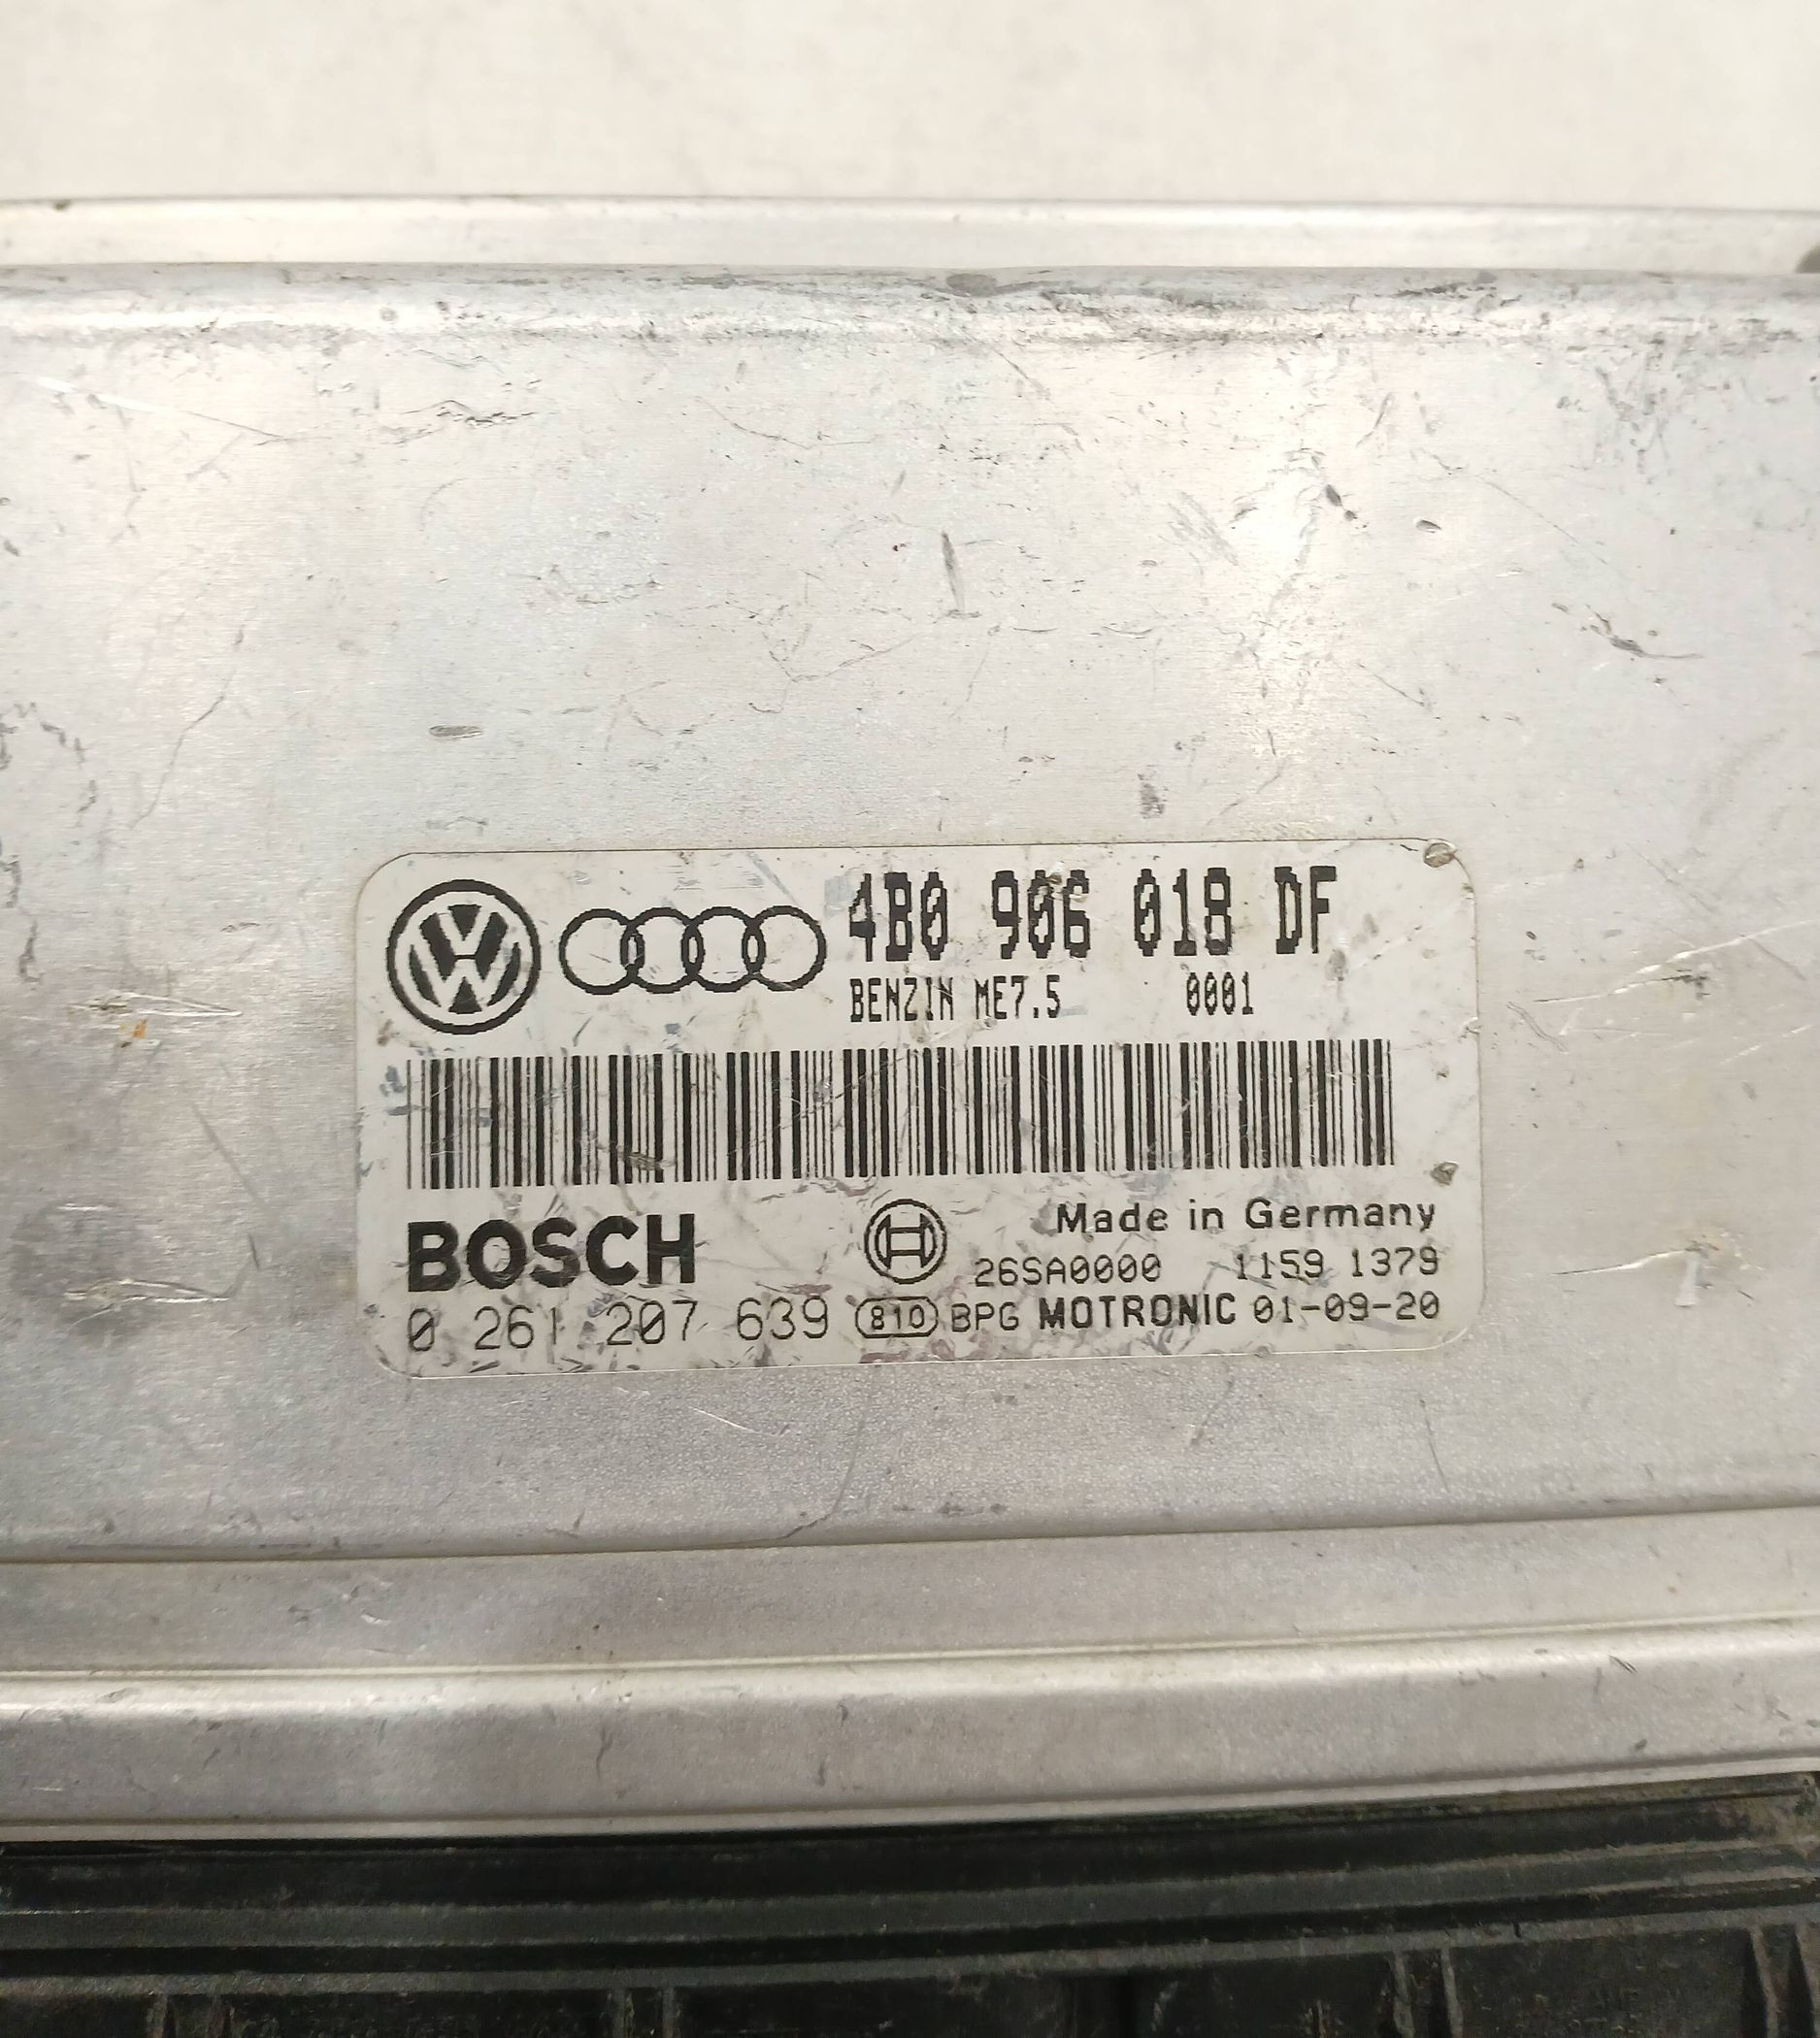 4B0 906 018 DF
BENZIN ME7.5 0001
BOSCH
Made in Germany
26SA0000 1159 1379
0 261 207 639 810 BPG MOTRONIC 01-09-20